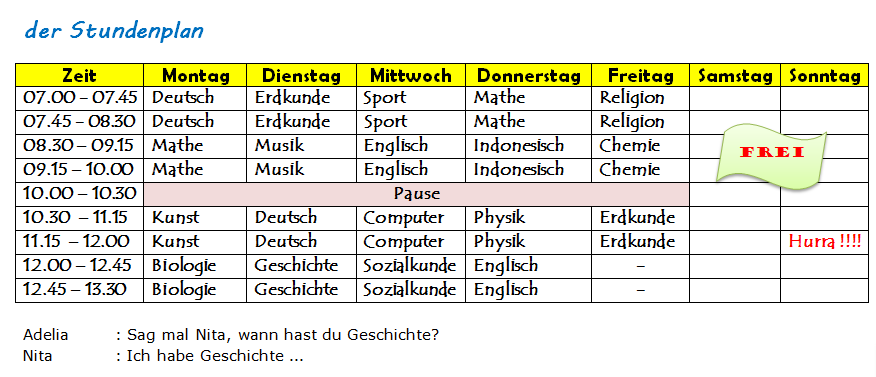 der Stundenplan
Zeit Montag Dienstag Mittwoch Donnerstag Freitag Samstag Sonntag
07.00 – 07.45 Deutsch Erdkunde Sport Mathe Religion
07.45 – 08.30 Deutsch Erdkunde Sport Mathe Religion
08.30 – 09.15 Mathe Musik Englisch Indonesisch Chemie
FREI
09.15 – 10.00 Mathe Musik Englisch Indonesisch Chemie
10.00 – 10.30 Pause
10.30 – 11.15 Kunst Deutsch Computer Physik Erdkunde
11.15 – 12.00 Kunst Deutsch Computer Physik Erdkunde Hurra !!!!
12.00 – 12.45 Biologie Geschichte Sozialkunde Englisch –
12.45 – 13.30 Biologie Geschichte Sozialkunde Englisch –
Adelia : Sag mal Nita, wann hast du Geschichte?
Nita : Ich habe Geschichte ...